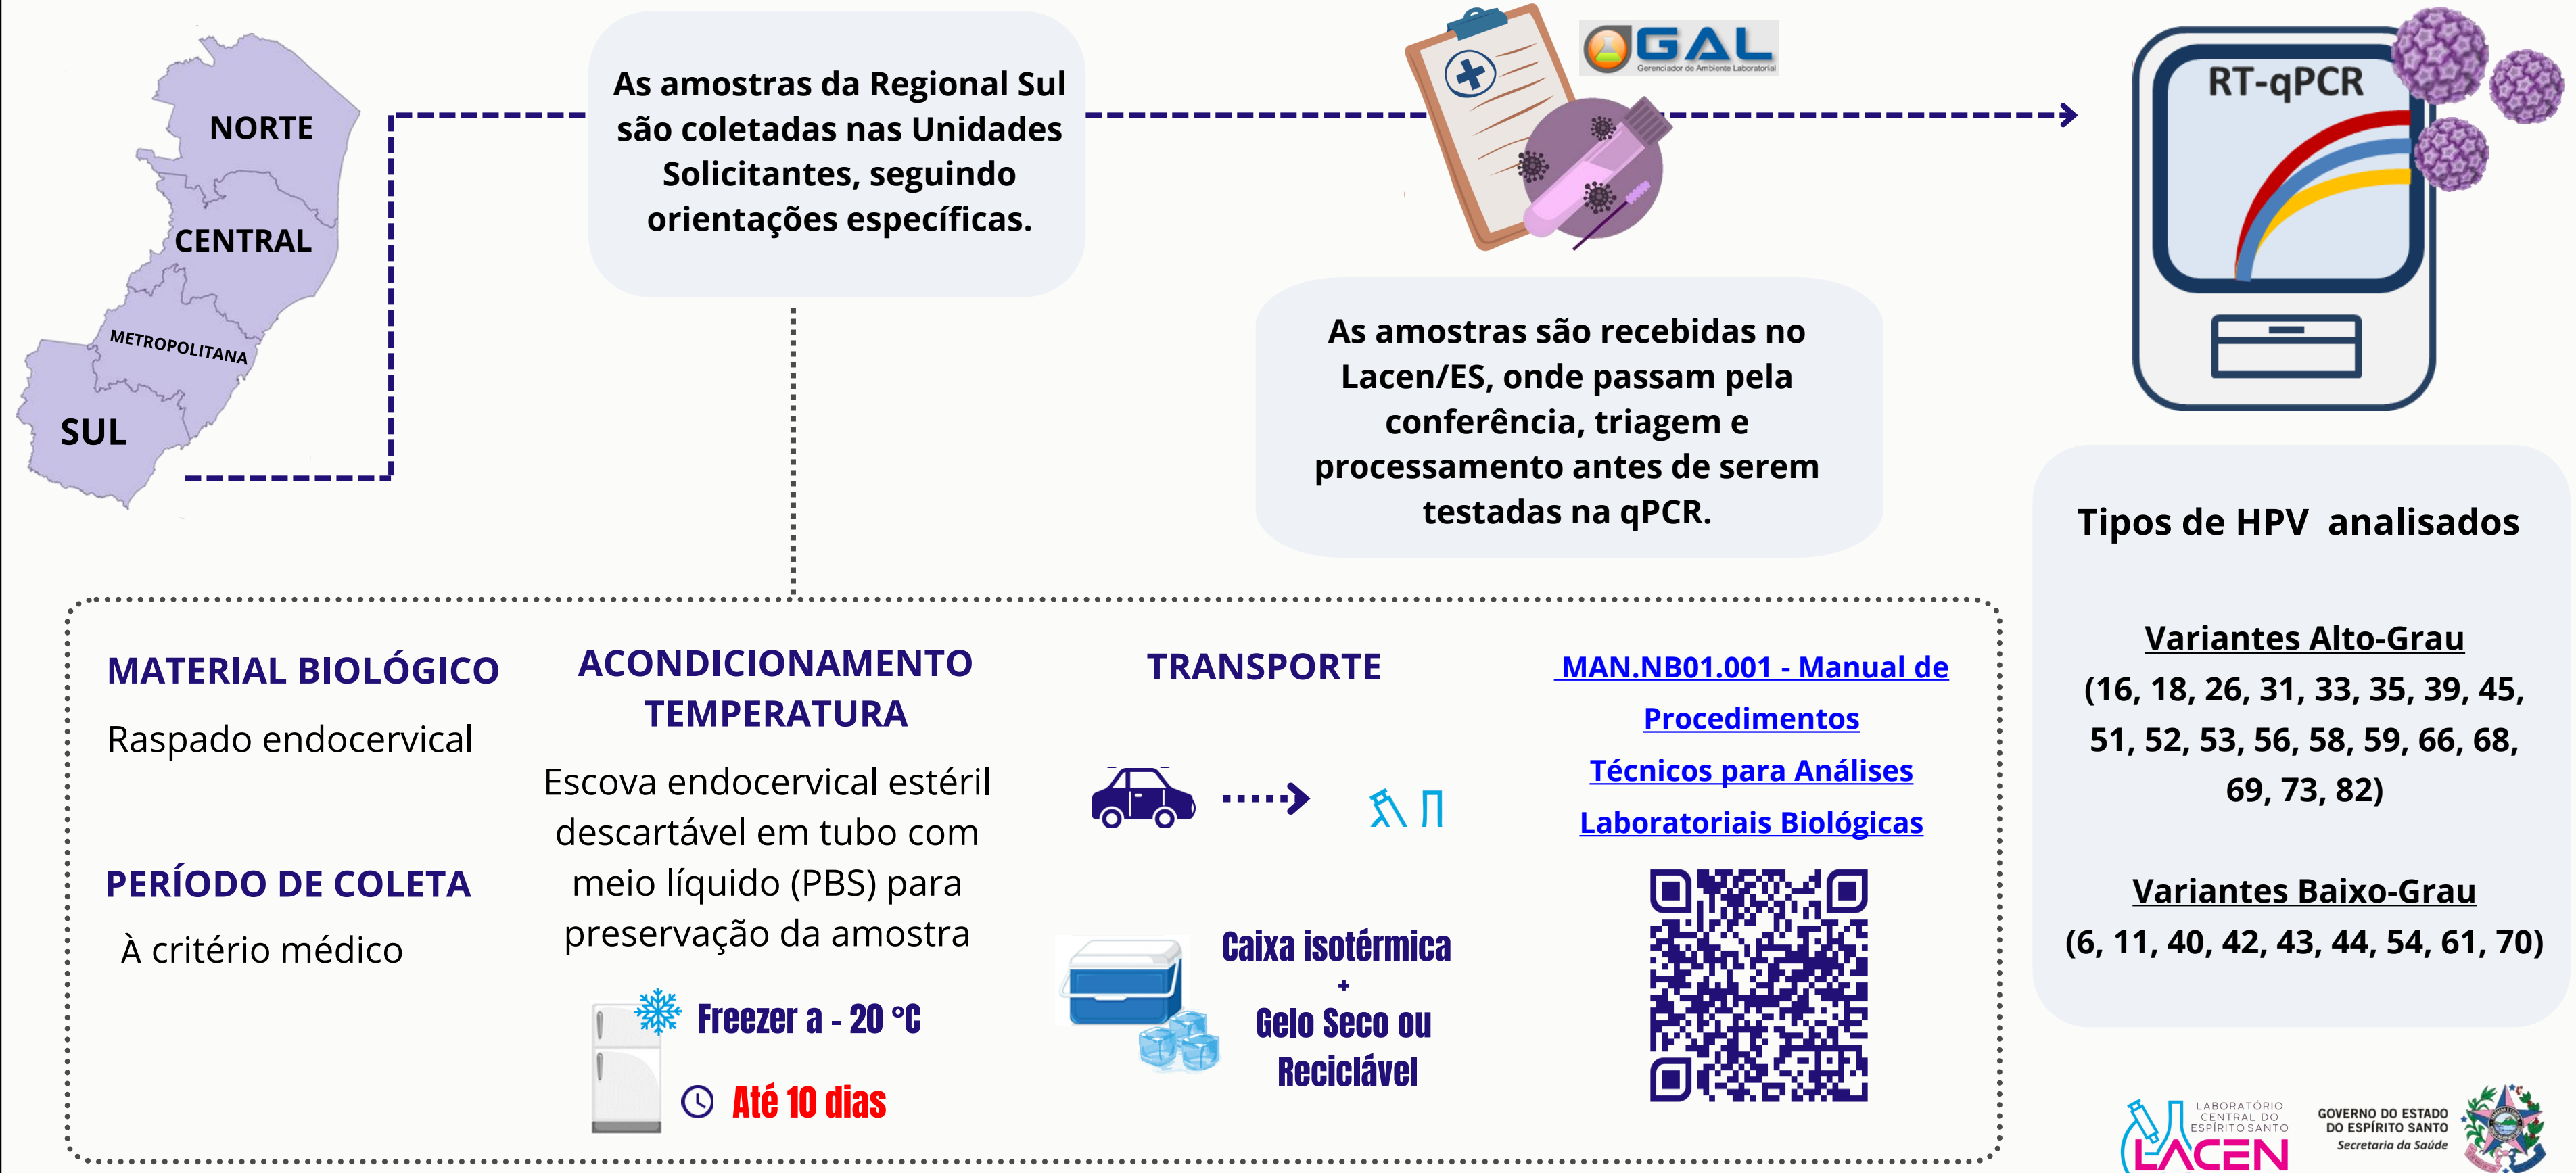 NORTE
CENTRAL
METROPOLITANA
SUL
As amostras da Regional Sul
são coletadas nas Unidades
Solicitantes, seguindo
orientações específicas.
GAL
Gerenciador de Ambiente Laboratorial
As amostras são recebidas no
Lacen/ES, onde passam pela
conferência, triagem e
processamento antes de serem
testadas na qPCR.
RT-qPCR
Tipos de HPV  analisados
Variantes Alto-Grau
(16, 18, 26, 31, 33, 35, 39, 45,
51, 52, 53, 56, 58, 59, 66, 68,
69, 73, 82)
Variantes Baixo-Grau
(6, 11, 40, 42, 43, 44, 54, 61, 70)
MATERIAL BIOLÓGICO
Raspado endocervical
PERÍODO DE COLETA
À critério médico
ACONDICIONAMENTO
TEMPERATURA
Escova endocervical estéril
descartável em tubo com
meio líquido (PBS) para
preservação da amostra
Freezer a - 20 °C
Até 10 dias
TRANSPORTE
Caixa isotérmica
+
Gelo Seco ou
Reciclável
MAN.NB01.001 - Manual de
Procedimentos
Técnicos para Análises
Laboratoriais Biológicas
LABORATÓRIO
CENTRAL DO
ESPÍRITO SANTO
LACEN
GOVERNO DO ESTADO
DO ESPÍRITO SANTO
Secretaria da Saúde